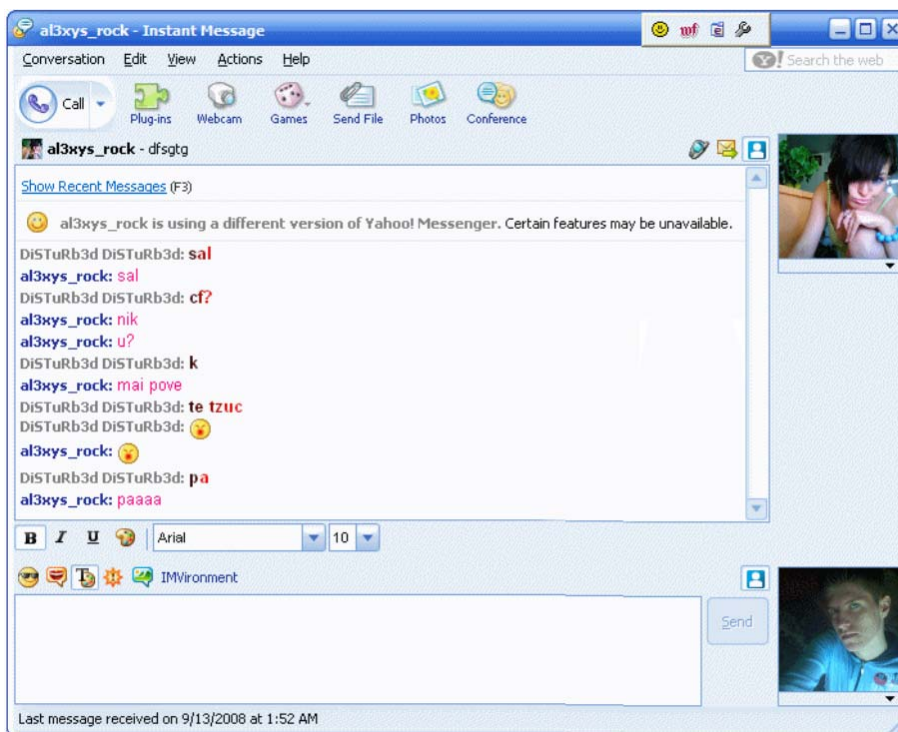 al3xys_rock - Instant Message
Conversation Edit View Actions Help
Y! Search the web
Call Plug-ins Webcam Games Send File Photos Conference
al3xys_rock - dfsgtg
Show Recent Messages (F3)
al3xys_rock is using a different version of Yahoo! Messenger. Certain features may be unavailable.
DiSTuRb3d DiSTuRb3d: sal
al3xys_rock: sal
DiSTuRb3d DiSTuRb3d: cf?
al3xys_rock: nik
al3xys_rock: u?
DiSTuRb3d DiSTuRb3d: k
al3xys_rock: mai pove
DiSTuRb3d DiSTuRb3d: te tzuc
DiSTuRb3d DiSTuRb3d:
al3xys_rock:
DiSTuRb3d DiSTuRb3d: pa
al3xys_rock: paaaa
B I U Arial 10
IMVironment
Send
Last message received on 9/13/2008 at 1:52 AM